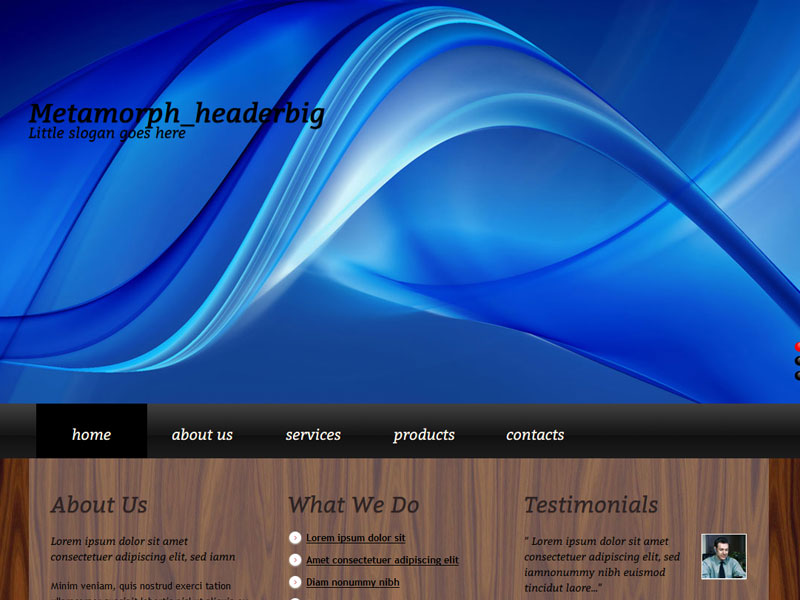 Metamorph_headerbig
Little slogan goes here
home about us services products contacts
About Us
Lorem ipsum dolor sit amet
consectetuer adipiscing elit, sed iamn
Minim veniam, quis nostrud exerci tation
What We Do
Lorem ipsum dolor sit
Amet consectetuer adipiscing elit
Diam nonummy nibh
Testimonials
" Lorem ipsum dolor sit amet,
consectetuer adipiscing elit, sed
iamnonummy nibh euismod
tincidut laore..."